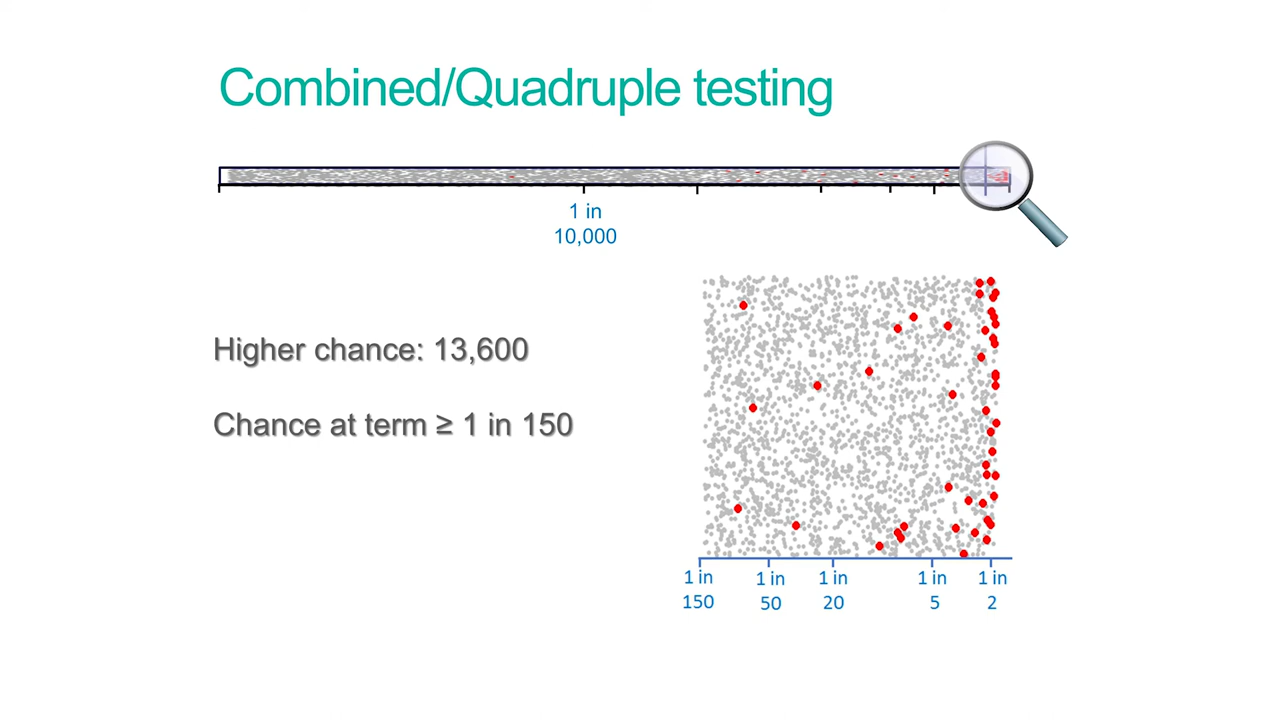 Combined/Quadruple testing
1 in
10,000
Higher chance: 13,600
Chance at term ≥ 1 in 150
1 in 1 in 1 in 1 in 1 in
150 50 20 5 2